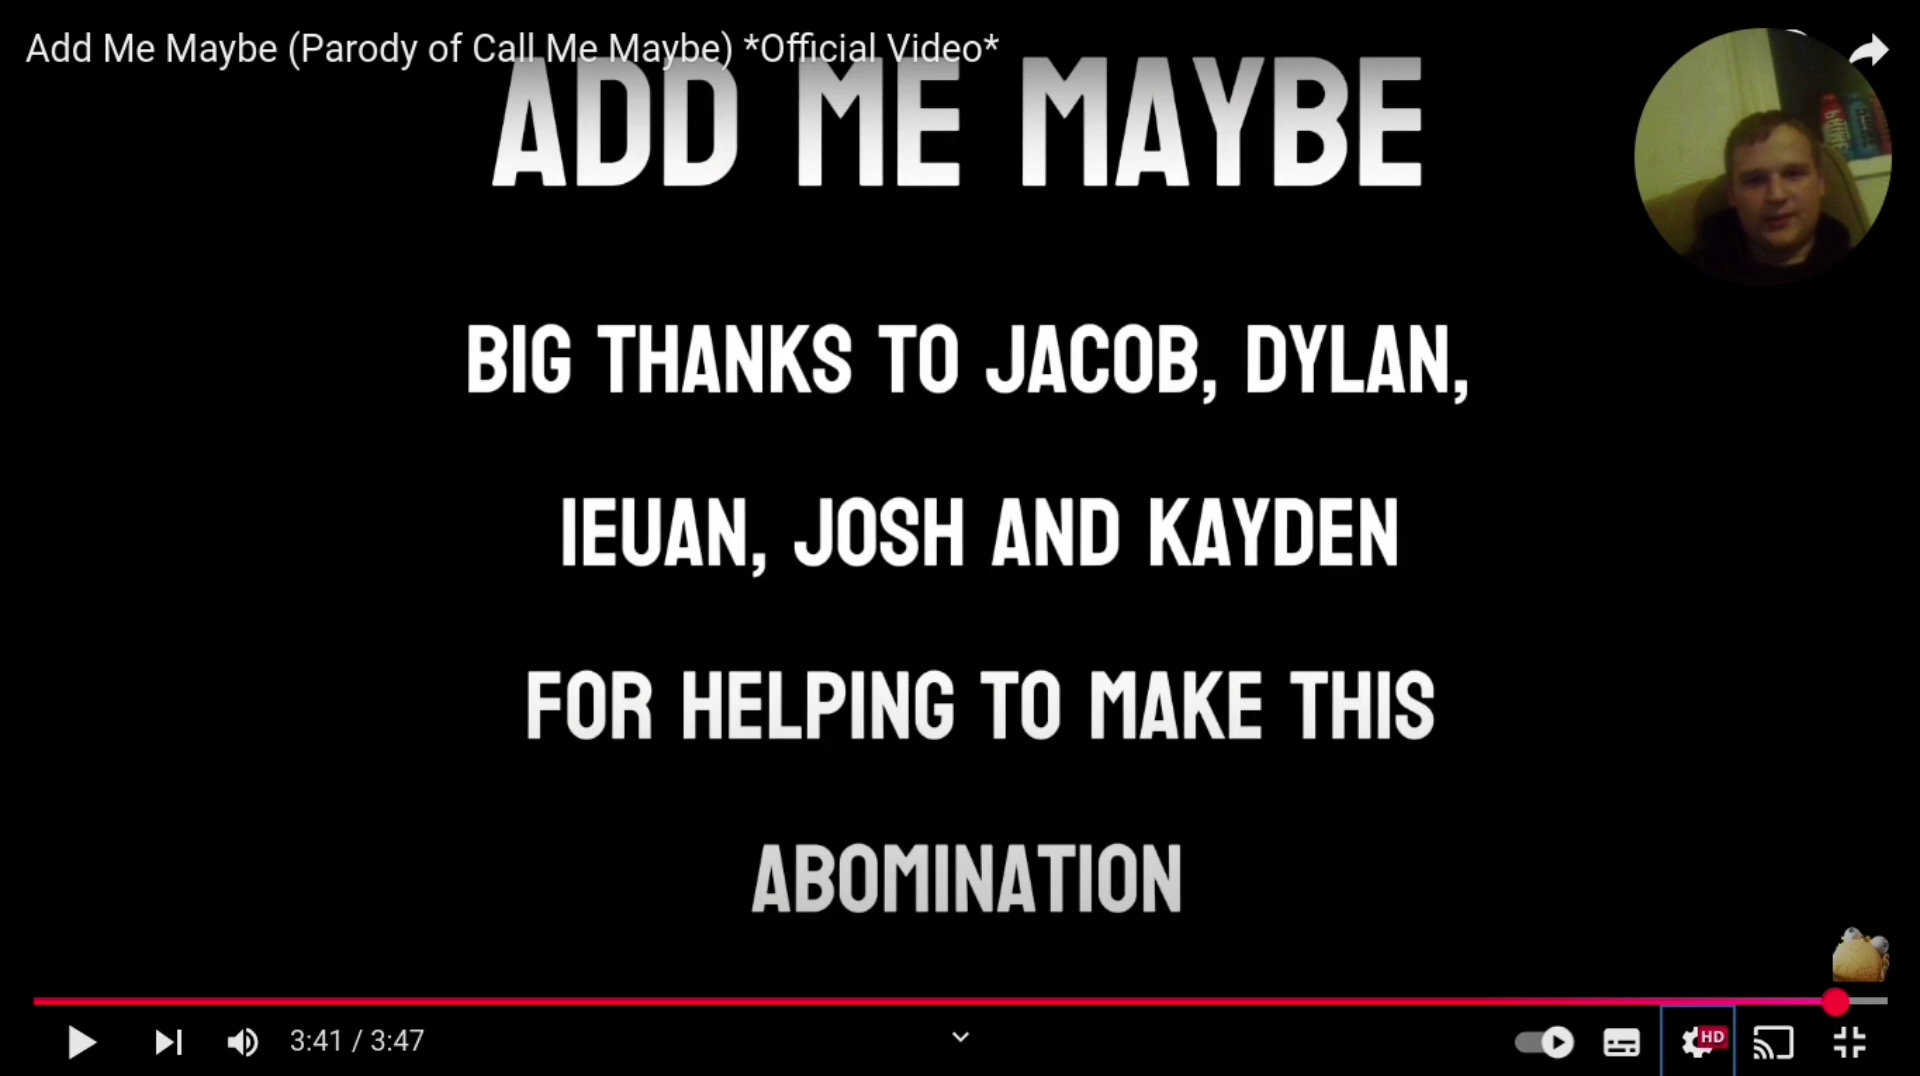 Add Me Maybe (Parody of Call Me Maybe) *Official Video*
ADD ME MAYBE
BIG THANKS TO JACOB, DYLAN,
IEUAN, JOSH AND KAYDEN
FOR HELPING TO MAKE THIS
ABOMINATION
3:41 / 3:47
HD
PRIME